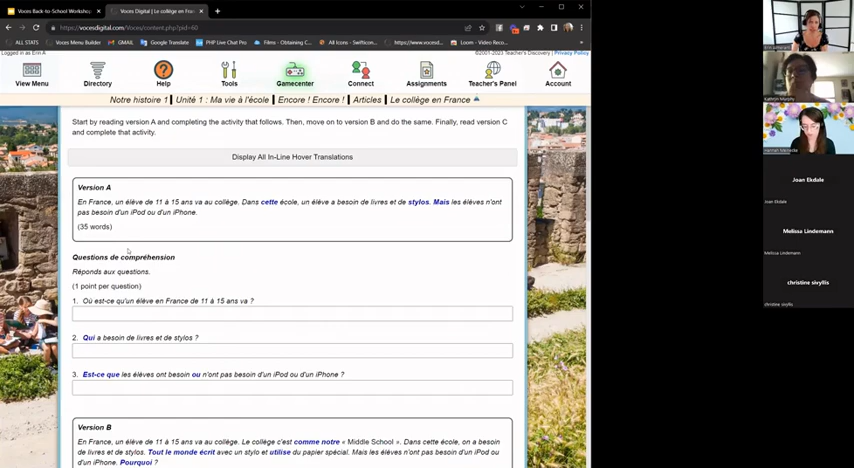 Voces Back-to-School Workshop
Voces Digital | Le collège en France
https://vocesdigital.com/Voces/content.php?pid=60
ALL STATS
Voces Menu Builder
GMAIL
Google Translate
PHP Live Chat Pro
All Icons - Swifticon...
https://www.vocesd...
Loom - Video Reco...
Logged in as Erin A
©2001-2023 Teacher's Discovery | Privacy Policy
View Menu
Directory
Help
Tools
Gamecenter
Connect
Assignments
Teacher's Panel
Account
Notre histoire 1 | Unité 1 : Ma vie à l'école | Encore ! Encore ! | Articles | Le collège en France
Start by reading version A and completing the activity that follows. Then, move on to version B and do the same. Finally, read version C
and complete that activity.
Display All In-Line Hover Translations
Version A
En France, un élève de 11 à 15 ans va au collège. Dans cette école, un élève a besoin de livres et de stylos. Mais les élèves n'ont
pas besoin d'un iPod ou d'un iPhone.
(35 words)
Questions de compréhension
Réponds aux questions.
(1 point per question)
1. Où est-ce qu'un élève en France de 11 à 15 ans va ?
2. Qui a besoin de livres et de stylos ?
3. Est-ce que les élèves ont besoin ou n'ont pas besoin d'un iPod ou d'un iPhone ?
Version B
En France, un élève de 11 à 15 ans va au collège. Le collège c'est comme notre « Middle School ». Dans cette école, on a besoin
de livres et de stylos. Tout le monde écrit avec un stylo et utilise du papier spécial. Mais les élèves n'ont pas besoin d'un iPod ou
d'un iPhone. Pourquoi ?
Kathryn Murphy
Hannah Meineke
Joan Ekdale
Joan Ekdale
Melissa Lindemann
Melissa Lindemann
christine sivyllis
christine sivyllis